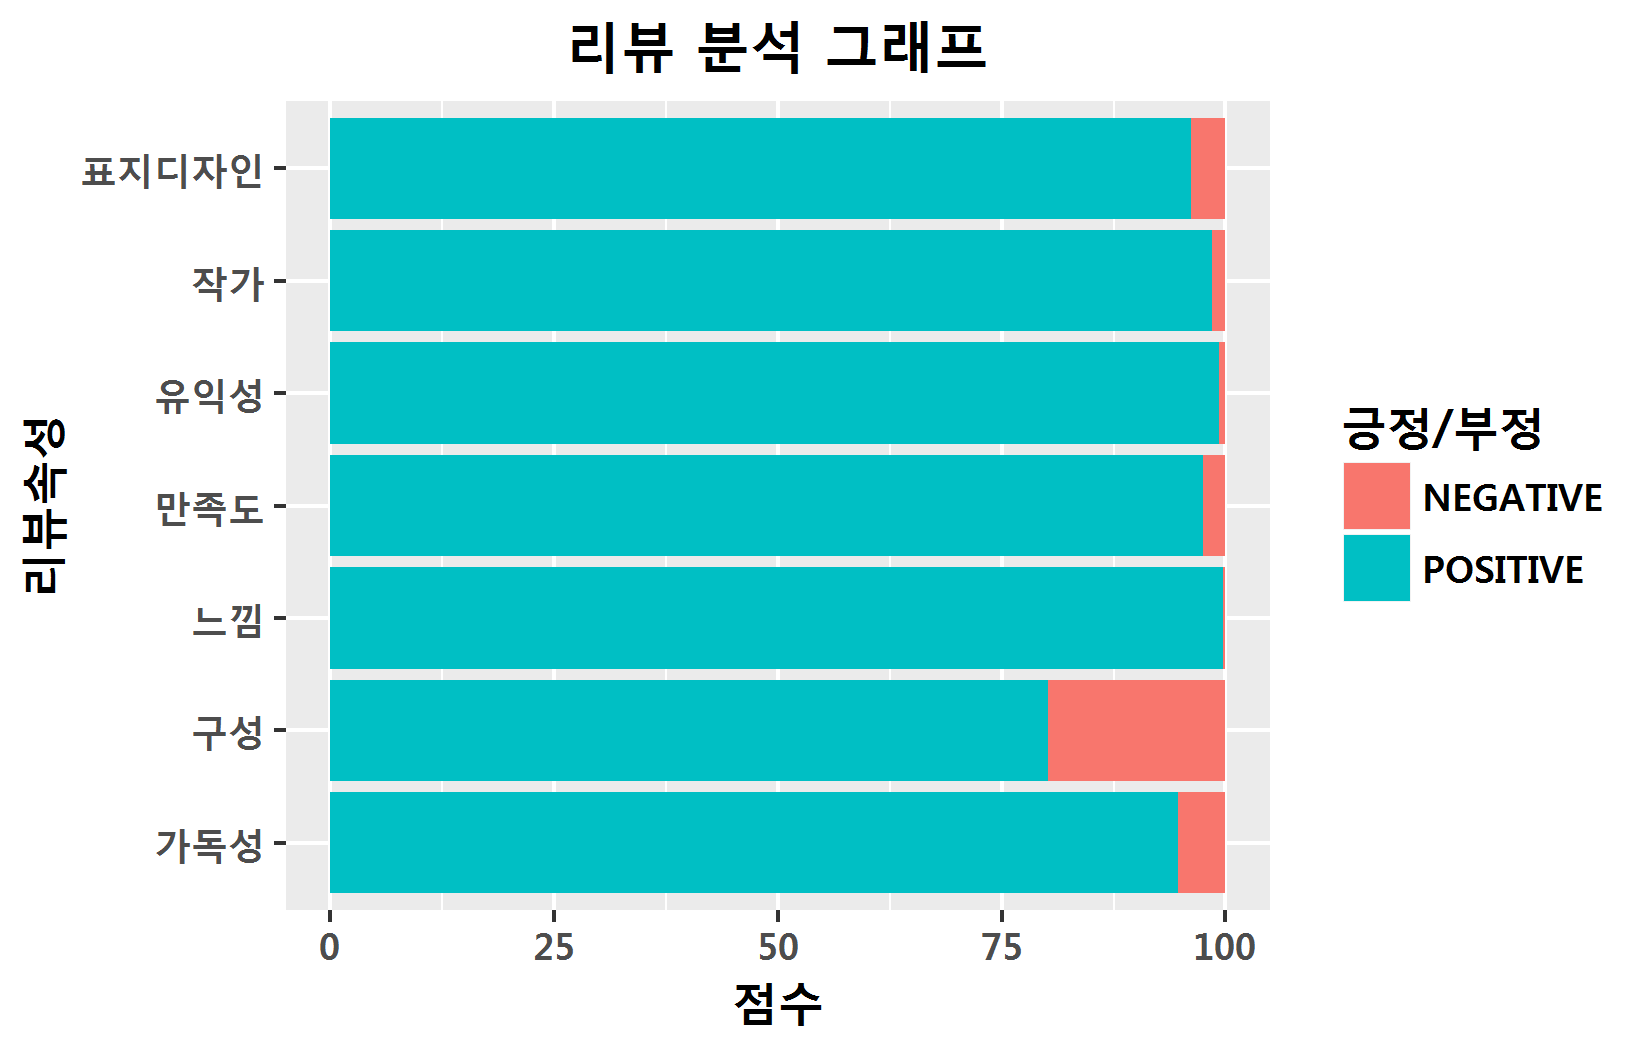 리뷰 분석 그래프
표지디자인
작가
유익성
만족도
느낌
구성
가독성
리뷰속성
0 25 50 75 100
점수
긍정/부정
NEGATIVE
POSITIVE